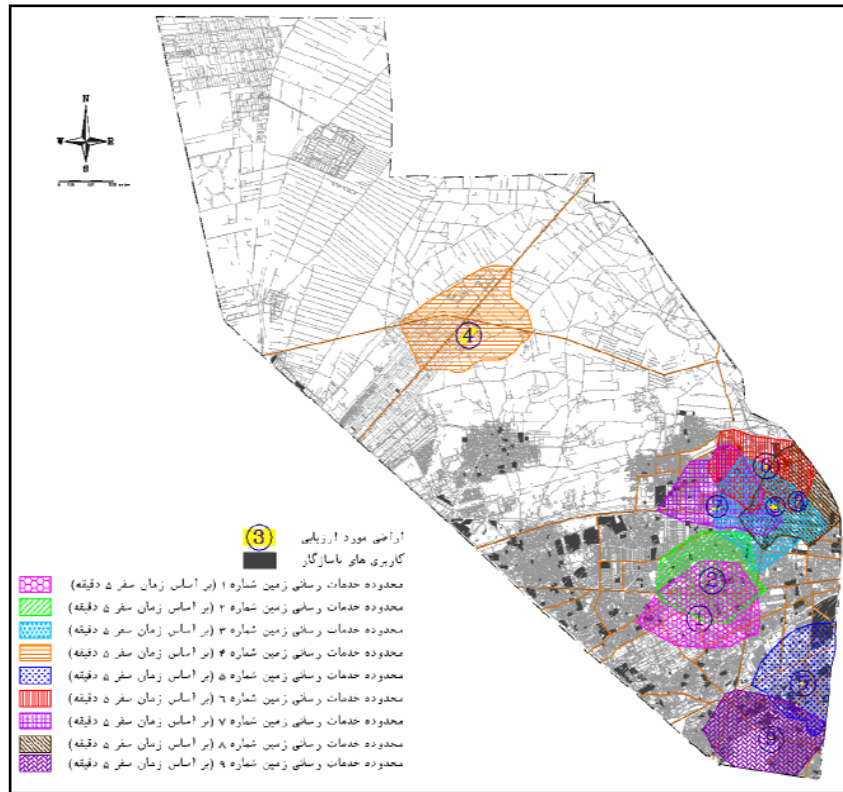 N
W E
S
4
8
7
6
2
1
3 اراضی مورد ارزیابی
کاربری های ناسازگار
محدوده خدمات رسانی زمین شماره ۱ (بر اساس زمان سفر ۵ دقیقه)
محدوده خدمات رسانی زمین شماره ۲ (بر اساس زمان سفر ۵ دقیقه)
محدوده خدمات رسانی زمین شماره ۳ (بر اساس زمان سفر ۵ دقیقه)
محدوده خدمات رسانی زمین شماره ۴ (بر اساس زمان سفر ۵ دقیقه)
محدوده خدمات رسانی زمین شماره ۵ (بر اساس زمان سفر ۵ دقیقه)
محدوده خدمات رسانی زمین شماره ۶ (بر اساس زمان سفر ۵ دقیقه)
محدوده خدمات رسانی زمین شماره ۷ (بر اساس زمان سفر ۵ دقیقه)
محدوده خدمات رسانی زمین شماره ۸ (بر اساس زمان سفر ۵ دقیقه)
محدوده خدمات رسانی زمین شماره ۹ (بر اساس زمان سفر ۵ دقیقه)